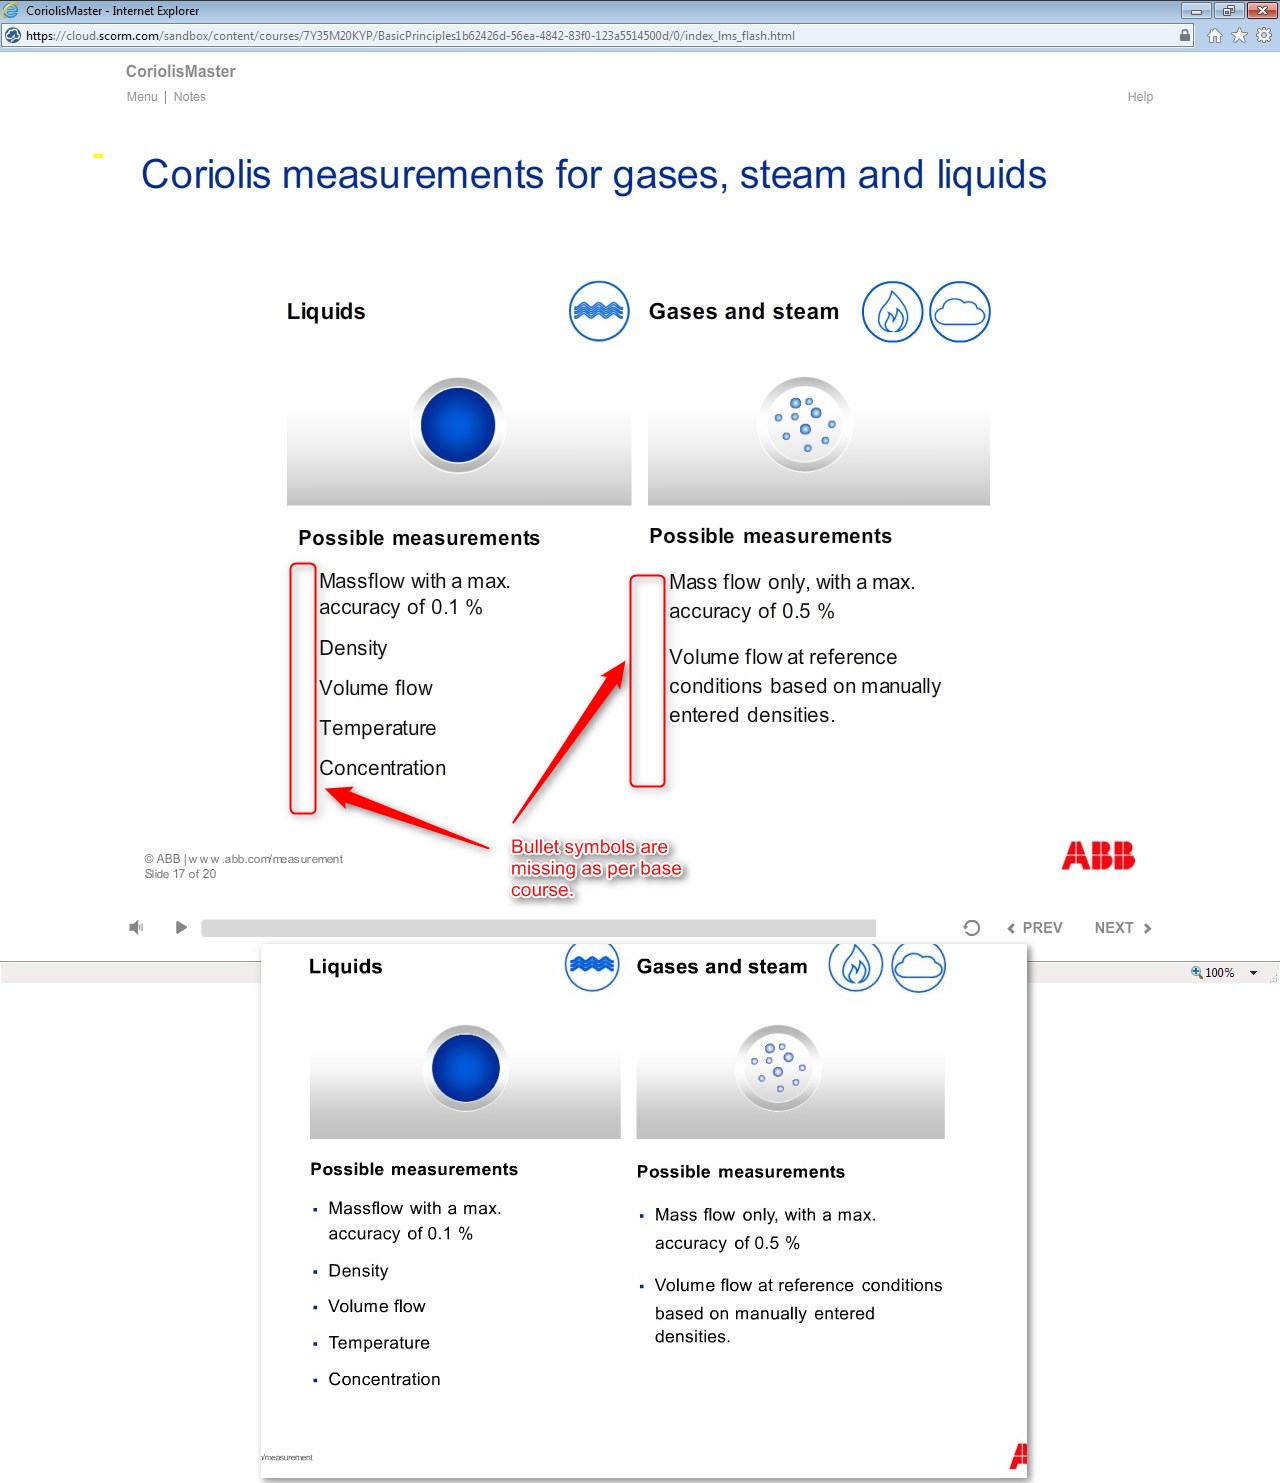 CoriolisMaster - Internet Explorer
https://cloud.scorm.com/sandbox/content/courses/7Y35M20KYP/BasicPrinciples1b62426d-56ea-4842-83f0-123a5514500d/0/index_lms_flash.html
CoriolisMaster
Menu | Notes
Help
Coriolis measurements for gases, steam and liquids
Liquids
Gases and steam
Possible measurements
Massflow with a max.
accuracy of 0.1 %
Density
Volume flow
Temperature
Concentration
Possible measurements
Mass flow only, with a max.
accuracy of 0.5 %
Volume flow at reference
conditions based on manually
entered densities.
Bullet symbols are
missing as per base
course.
© ABB | www.abb.com/measurement
Slide 17 of 20
ABB
PREV
NEXT
100%
Liquids
Gases and steam
Possible measurements
▪ Massflow with a max.
accuracy of 0.1 %
▪ Density
▪ Volume flow
▪ Temperature
▪ Concentration
Possible measurements
▪ Mass flow only, with a max.
accuracy of 0.5 %
▪ Volume flow at reference conditions
based on manually entered
densities.
/measurement